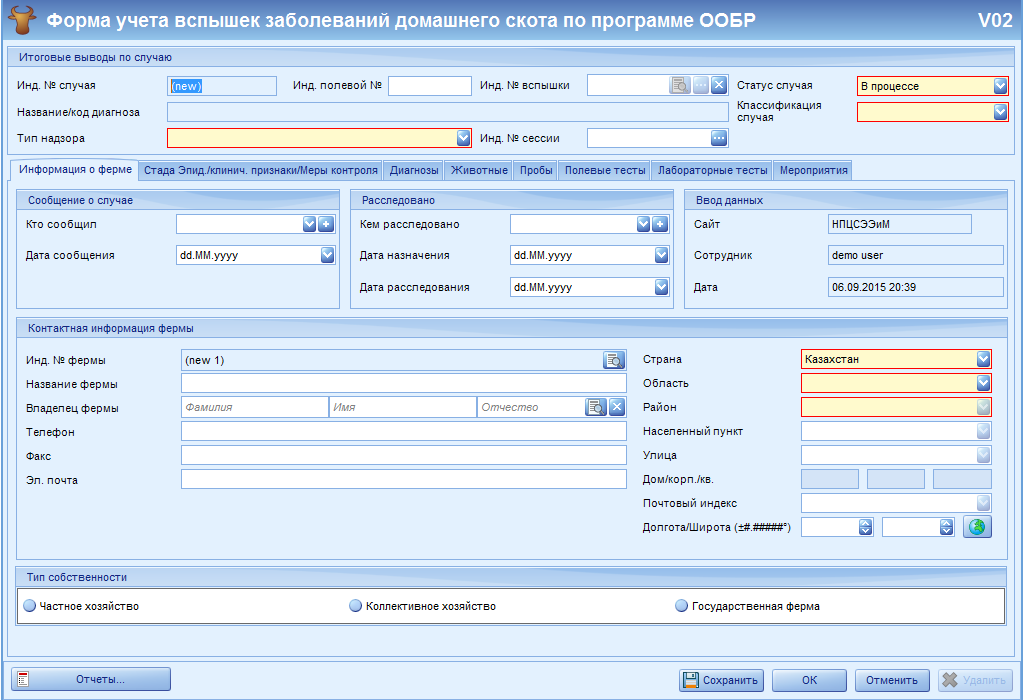 Форма учета вспышек заболеваний домашнего скота по программе ООБР V02
Итоговые выводы по случаю
Инд. № случая (new) Инд. полевой № Инд. № вспышки Статус случая В процессе
Название/код диагноза Классификация случая
Тип надзора Инд. № сессии
Информация о ферме Стада Эпид./клинич. признаки/Меры контроля Диагнозы Животные Пробы Полевые тесты Лабораторные тесты Мероприятия
Сообщение о случае Расследовано Ввод данных
Кто сообщил Кем расследовано Сайт НПЦСЭЭиМ
Дата сообщения dd.MM.yyyy Дата назначения dd.MM.yyyy Сотрудник demo user
Дата расследования dd.MM.yyyy Дата 06.09.2015 20:39
Контактная информация фермы
Инд. № фермы (new 1) Страна Казахстан
Название фермы Область
Владелец фермы Фамилия Имя Отчество Район
Телефон Населенный пункт
Факс Улица
Эл. почта Дом/корп./кв.
Почтовый индекс
Долгота/Широта (±#.#####°)
Тип собственности
Частное хозяйство Коллективное хозяйство Государственная ферма
Отчеты... Сохранить ОК Отменить Удалить